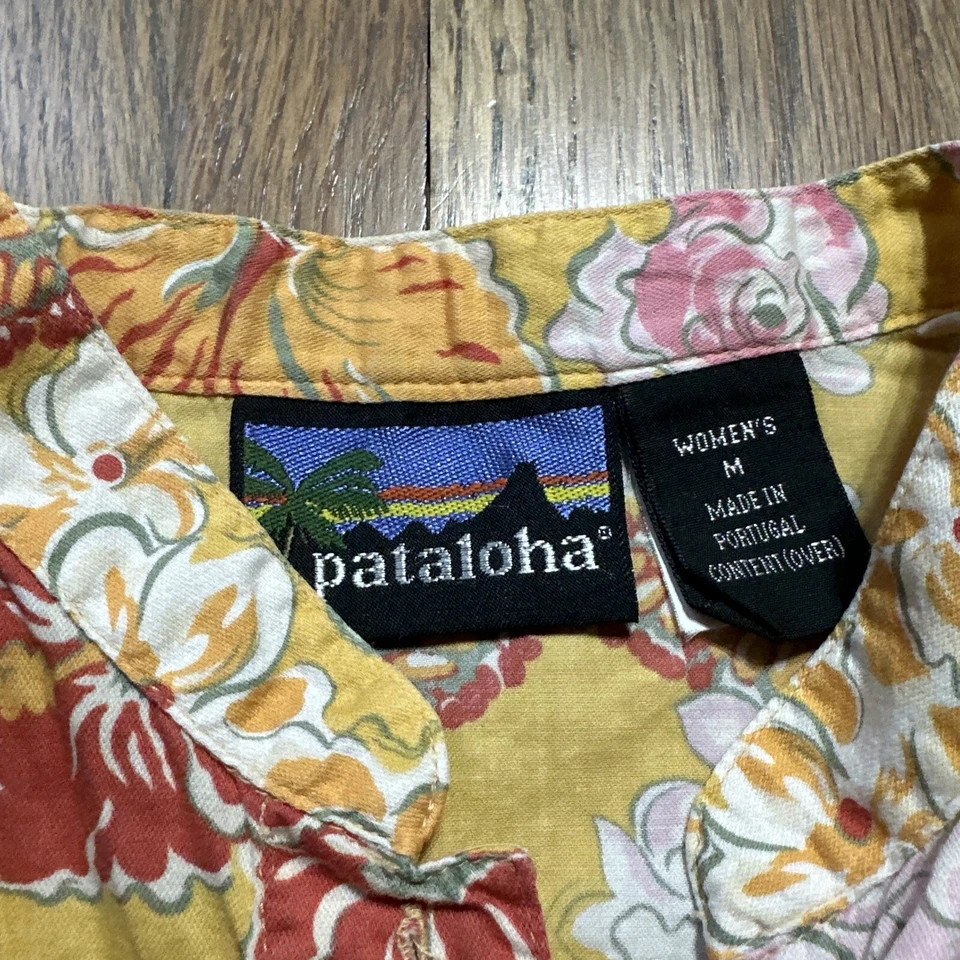 pataloha®
WOMEN'S
M
MADE IN
PORTUGAL
CONTENT(OVER)